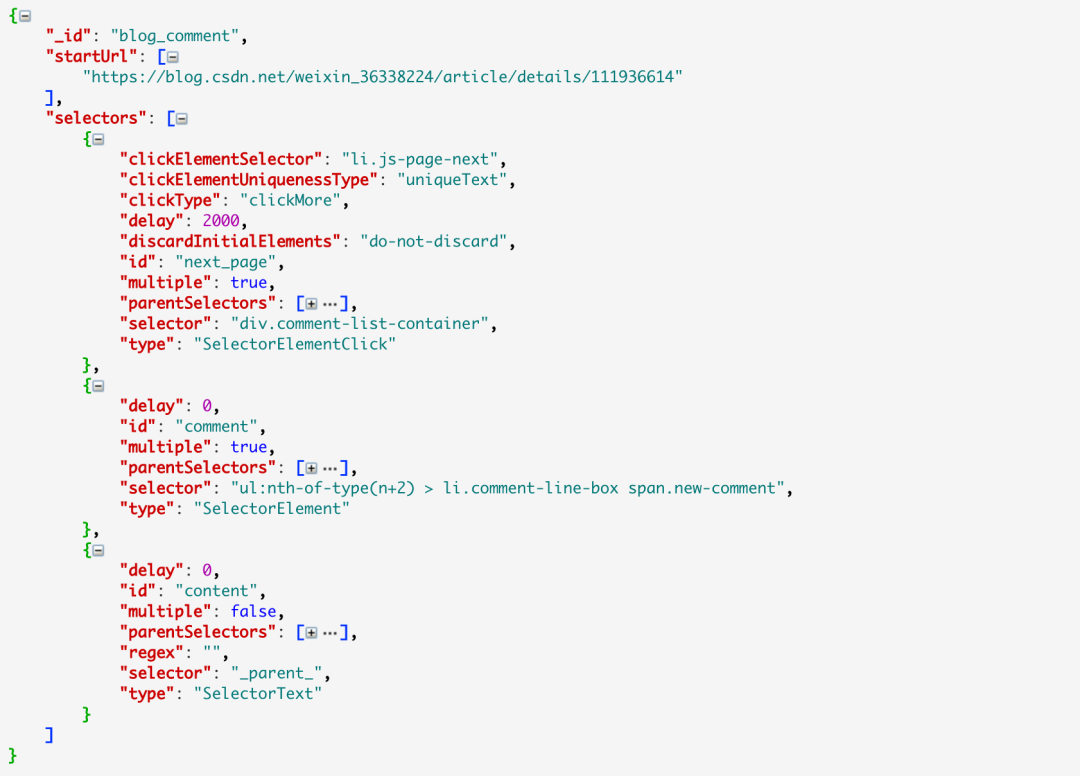 {
"_id": "blog_comment",
"startUrl": [
"https://blog.csdn.net/weixin_36338224/article/details/111936614"
],
"selectors": [
{
"clickElementSelector": "li.js-page-next",
"clickElementUniquenessType": "uniqueText",
"clickType": "clickMore",
"delay": 2000,
"discardInitialElements": "do-not-discard",
"id": "next_page",
"multiple": true,
"parentSelectors": [...],
"selector": "div.comment-list-container",
"type": "SelectorElementClick"
},
{
"delay": 0,
"id": "comment",
"multiple": true,
"parentSelectors": [...],
"selector": "ul:nth-of-type(n+2) > li.comment-line-box span.new-comment",
"type": "SelectorElement"
},
{
"delay": 0,
"id": "content",
"multiple": false,
"parentSelectors": [...],
"regex": "",
"selector": "_parent_",
"type": "SelectorText"
}
]
}